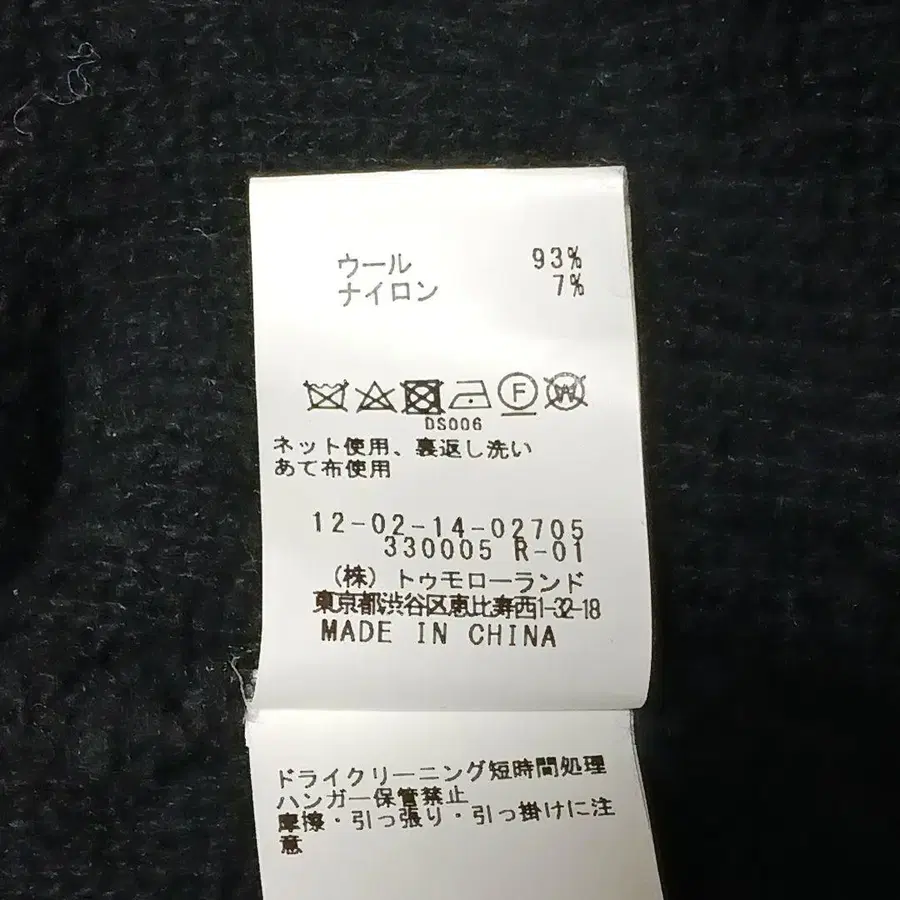 ウール 93%
ナイロン 7%
F W
DS006
ネット使用、裏返し洗い
あて布使用
12-02-14-02705
330005 R-01
(株) トゥモローランド
東京都渋谷区恵比寿西1-32-18
MADE IN CHINA
ドライクリーニング短時間処理
ハンガー保管禁止
摩擦・引っ張り・引っ掛けに注
意